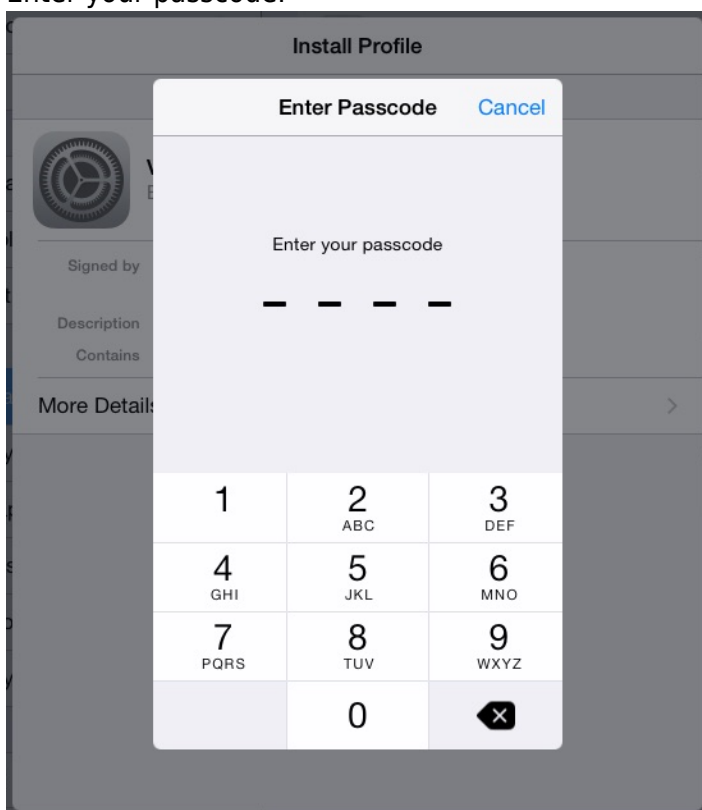 Enter your passcode.
Install Profile
Enter Passcode Cancel
Enter your passcode
Signed by
Description
Contains
More Details
1 2 3
ABC DEF
4 5 6
GHI JKL MNO
7 8 9
PQRS TUV WXYZ
0